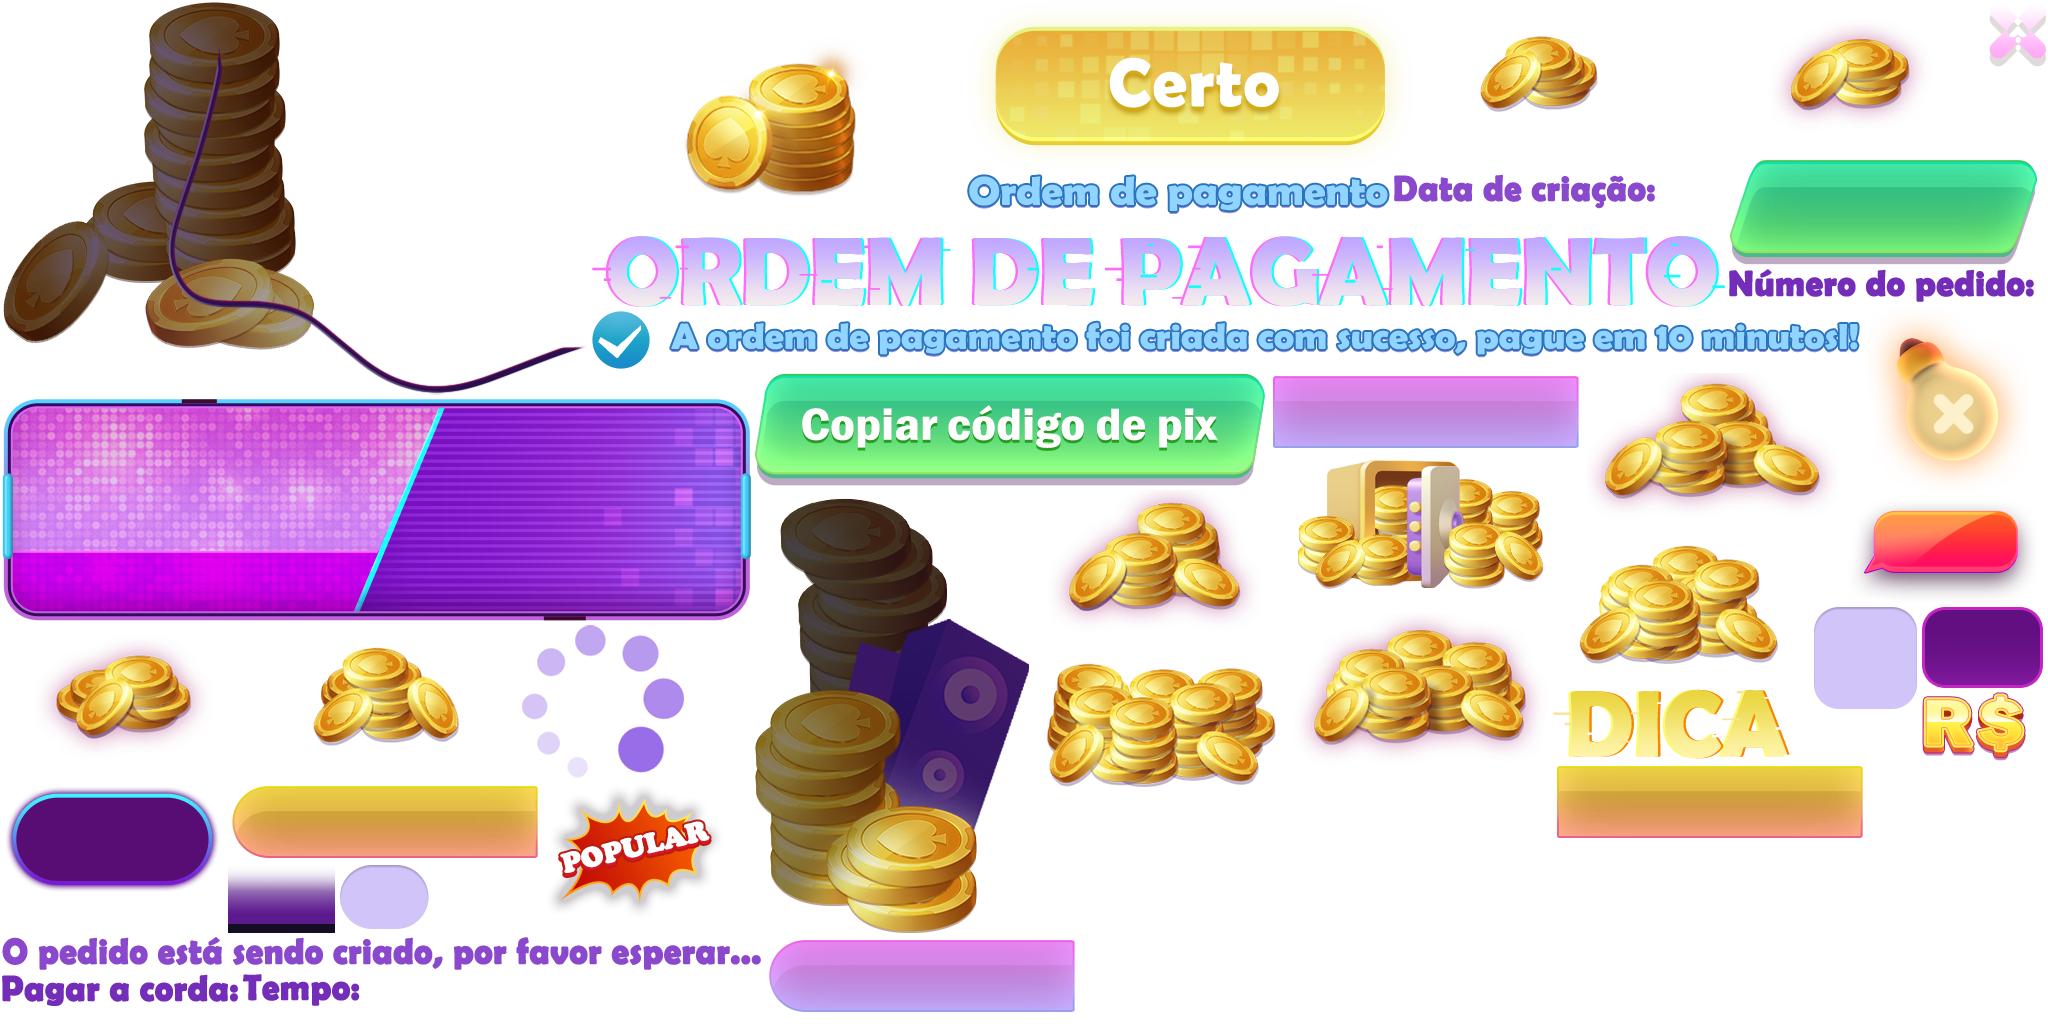 Certo
Ordem de pagamento
Data de criação:
ORDEM DE PAGAMENTO
Número do pedido:
A ordem de pagamento foi criada com sucesso, pague em 10 minutosl!
Copiar código de pix
DICA
R$
POPULAR
O pedido está sendo criado, por favor esperar...
Pagar a corda:
Tempo: